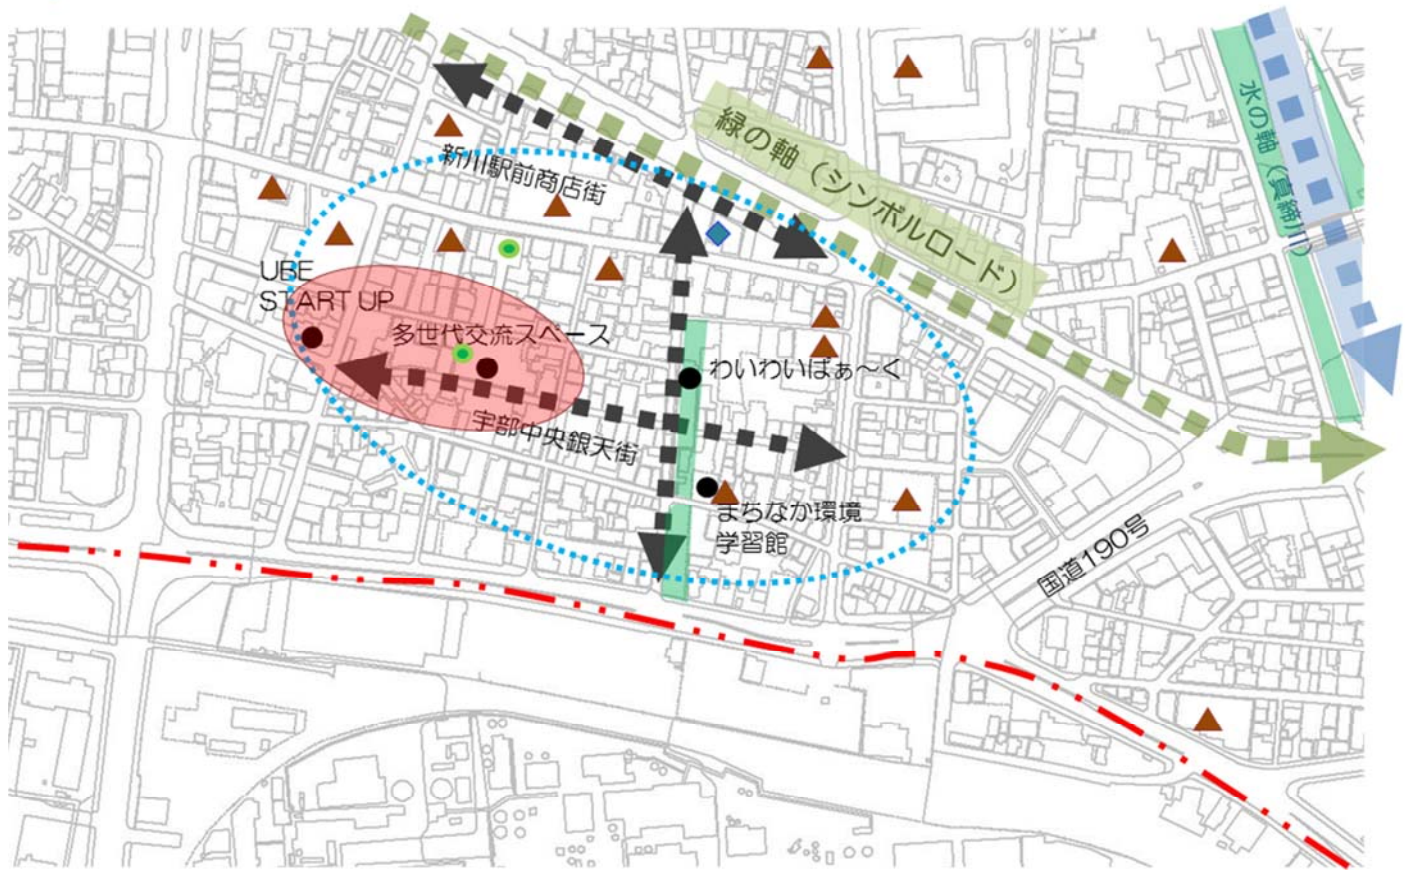 緑の軸（シンボルロード）
水の軸（真締川）
新川駅前商店街
UBE
START UP
多世代交流スペース
わいわいぱぁ～く
宇部中央銀天街
まちなか環境
学習館
国道190号